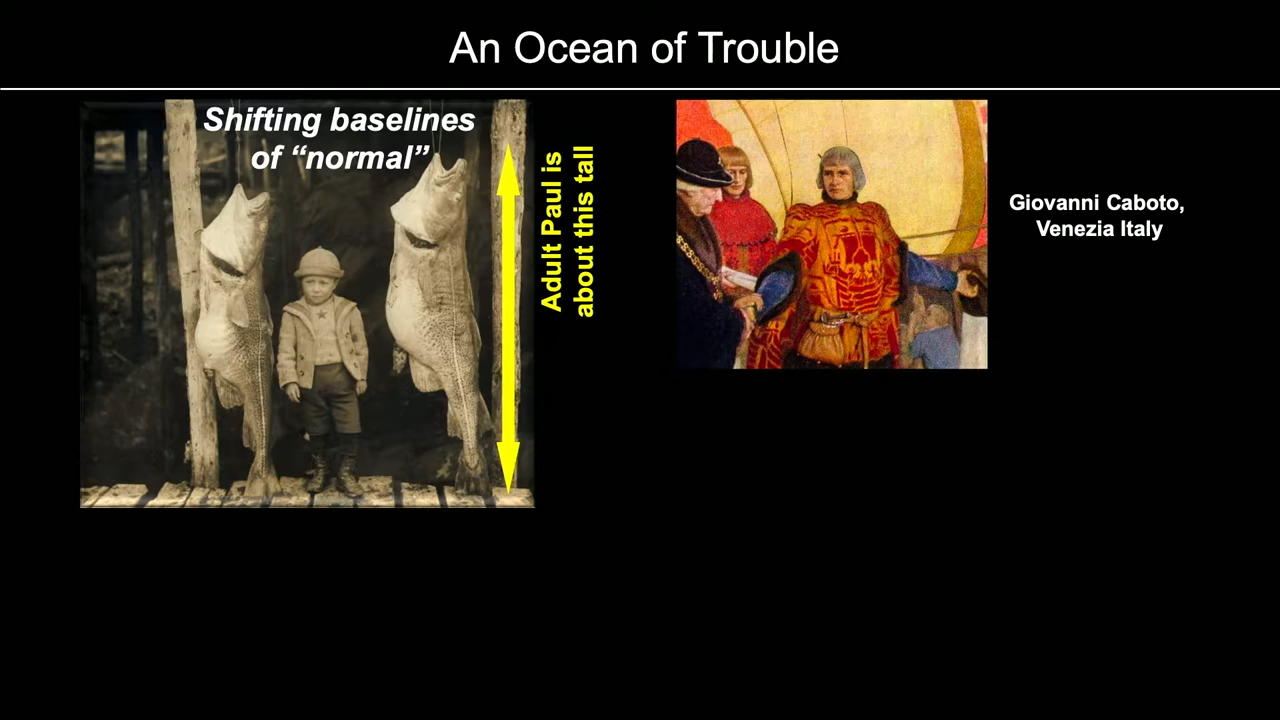 An Ocean of Trouble
Shifting baselines
of “normal”
Adult Paul is
about this tall
Giovanni Caboto,
Venezia Italy